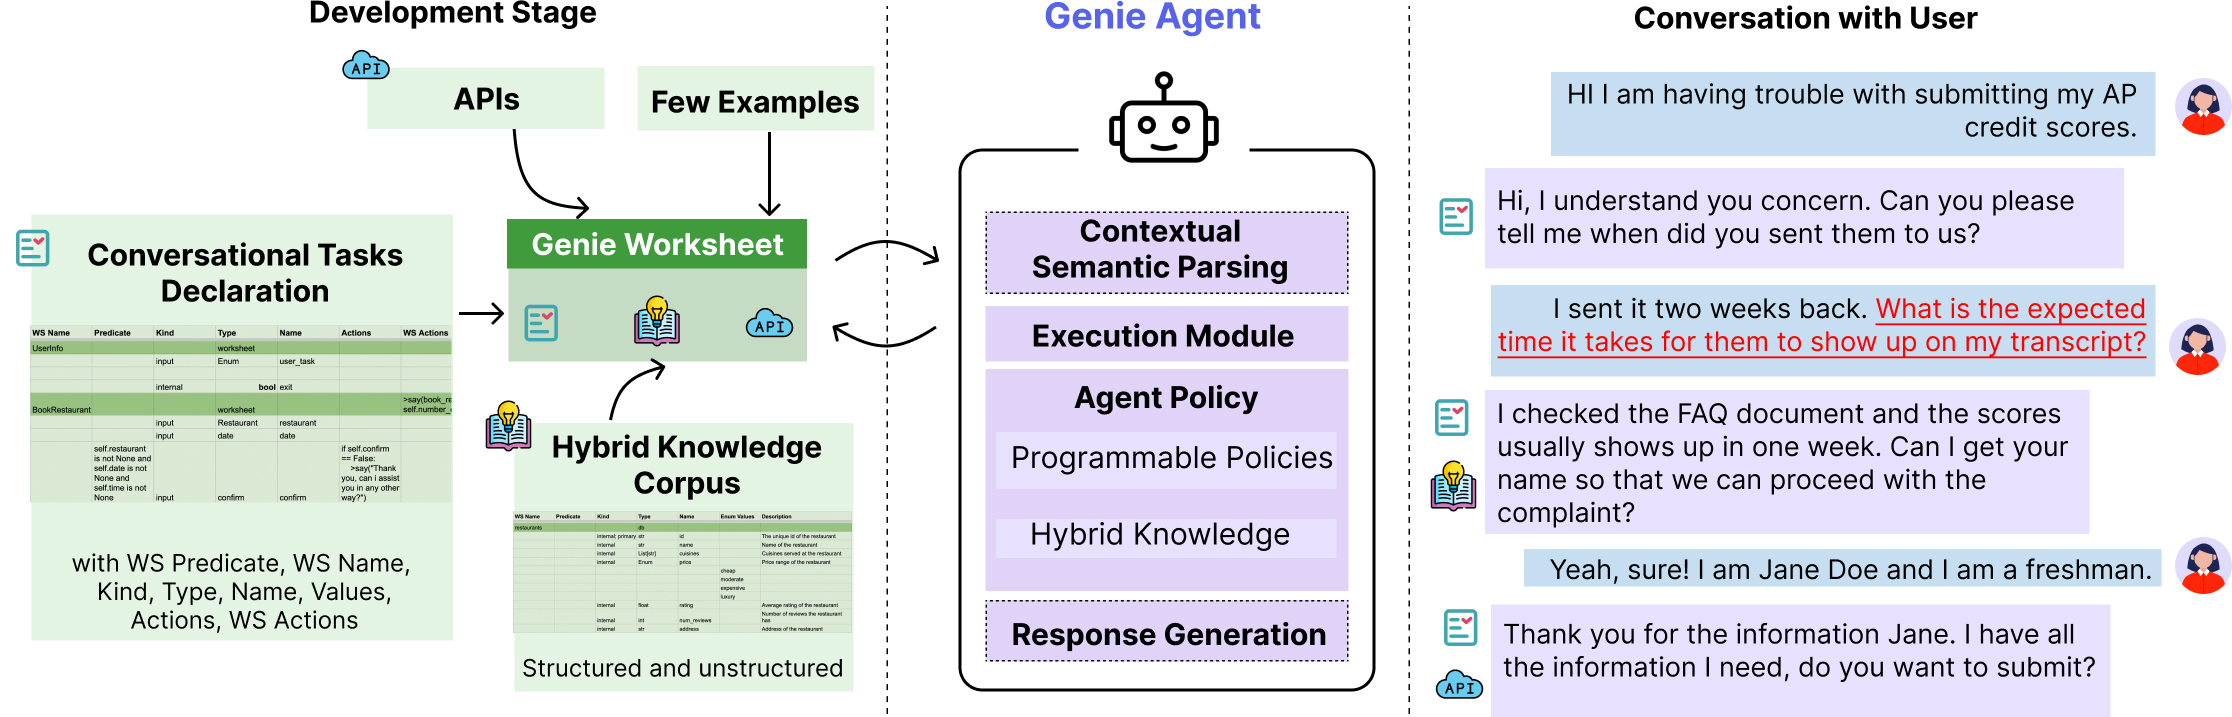 Development Stage
API
APIs
Few Examples
Conversational Tasks
Declaration
WS Name Predicate Kind Type Name Actions WS Actions
UserInfo worksheet
input Enum user_task
internal bool exit
>say(book_re
BookRestaurant worksheet self.number_
input Restaurant restaurant
input date date
self.restaurant if self.confirm
is not None and == False:
self.date is not >say("Thank
None and you, can i assist
self.time is not you in any other
None input confirm confirm way?")
with WS Predicate, WS Name,
Kind, Type, Name, Values,
Actions, WS Actions
Genie Worksheet
API
Hybrid Knowledge
Corpus
WS Name Predicate Kind Type Name Enum Values Description
restaurants db
internal; primary str id The unique id of the restaurant
internal str name Name of the restaurant
internal List[str] cuisines Cuisines served at the restaurant
internal Enum price Price range of the restaurant
cheap
moderate
expensive
luxury
internal float rating Average rating of the restaurant
Number of reviews the restaurant
internal int num_reviews has
internal str address Address of the restaurant
Structured and unstructured
Genie Agent
Contextual
Semantic Parsing
Execution Module
Agent Policy
Programmable Policies
Hybrid Knowledge
Response Generation
Conversation with User
HI I am having trouble with submitting my AP
credit scores.
Hi, I understand you concern. Can you please
tell me when did you sent them to us?
I sent it two weeks back. What is the expected
time it takes for them to show up on my transcript?
I checked the FAQ document and the scores
usually shows up in one week. Can I get your
name so that we can proceed with the
complaint?
Yeah, sure! I am Jane Doe and I am a freshman.
Thank you for the information Jane. I have all
the information I need, do you want to submit?
API